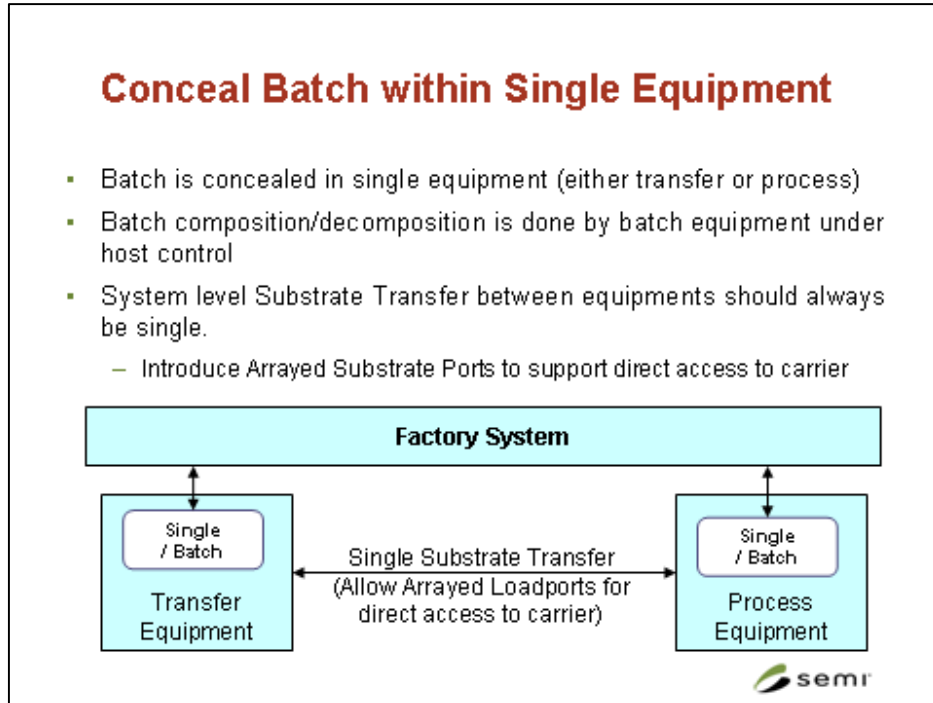 Conceal Batch within Single Equipment
▪ Batch is concealed in single equipment (either transfer or process)
▪ Batch composition/decomposition is done by batch equipment under
host control
▪ System level Substrate Transfer between equipments should always
be single.
– Introduce Arrayed Substrate Ports to support direct access to carrier
Factory System
Single
/ Batch
Transfer
Equipment
Single Substrate Transfer
(Allow Arrayed Loadports for
direct access to carrier)
Single
/ Batch
Process
Equipment
semi